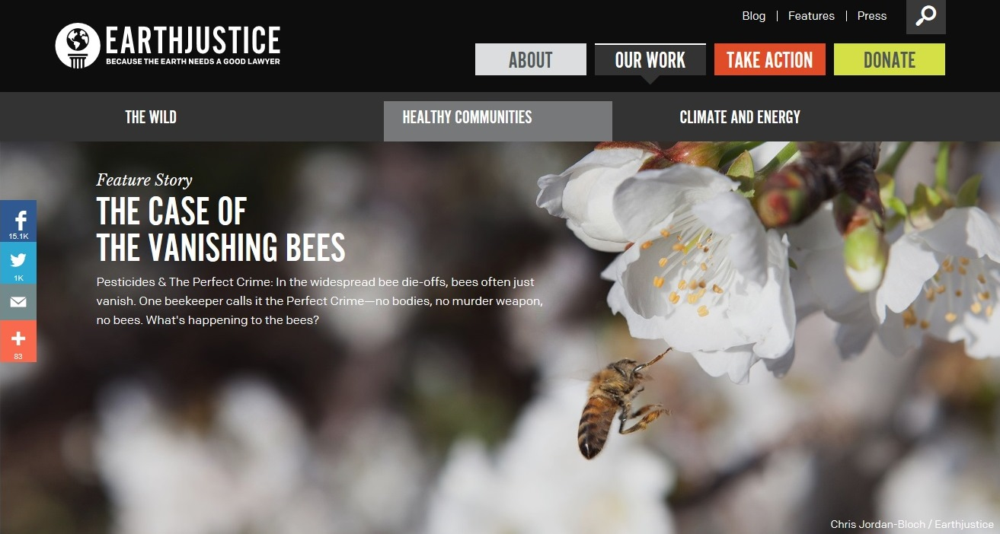 Blog | Features | Press
EARTHJUSTICE
BECAUSE THE EARTH NEEDS A GOOD LAWYER
ABOUT
OUR WORK
TAKE ACTION
DONATE
THE WILD
HEALTHY COMMUNITIES
CLIMATE AND ENERGY
Feature Story
THE CASE OF
THE VANISHING BEES
Pesticides & The Perfect Crime: In the widespread bee die-offs, bees often just
vanish. One beekeeper calls it the Perfect Crime—no bodies, no murder weapon,
no bees. What's happening to the bees?
15.1K
1K
83
Chris Jordan-Bloch / Earthjustice